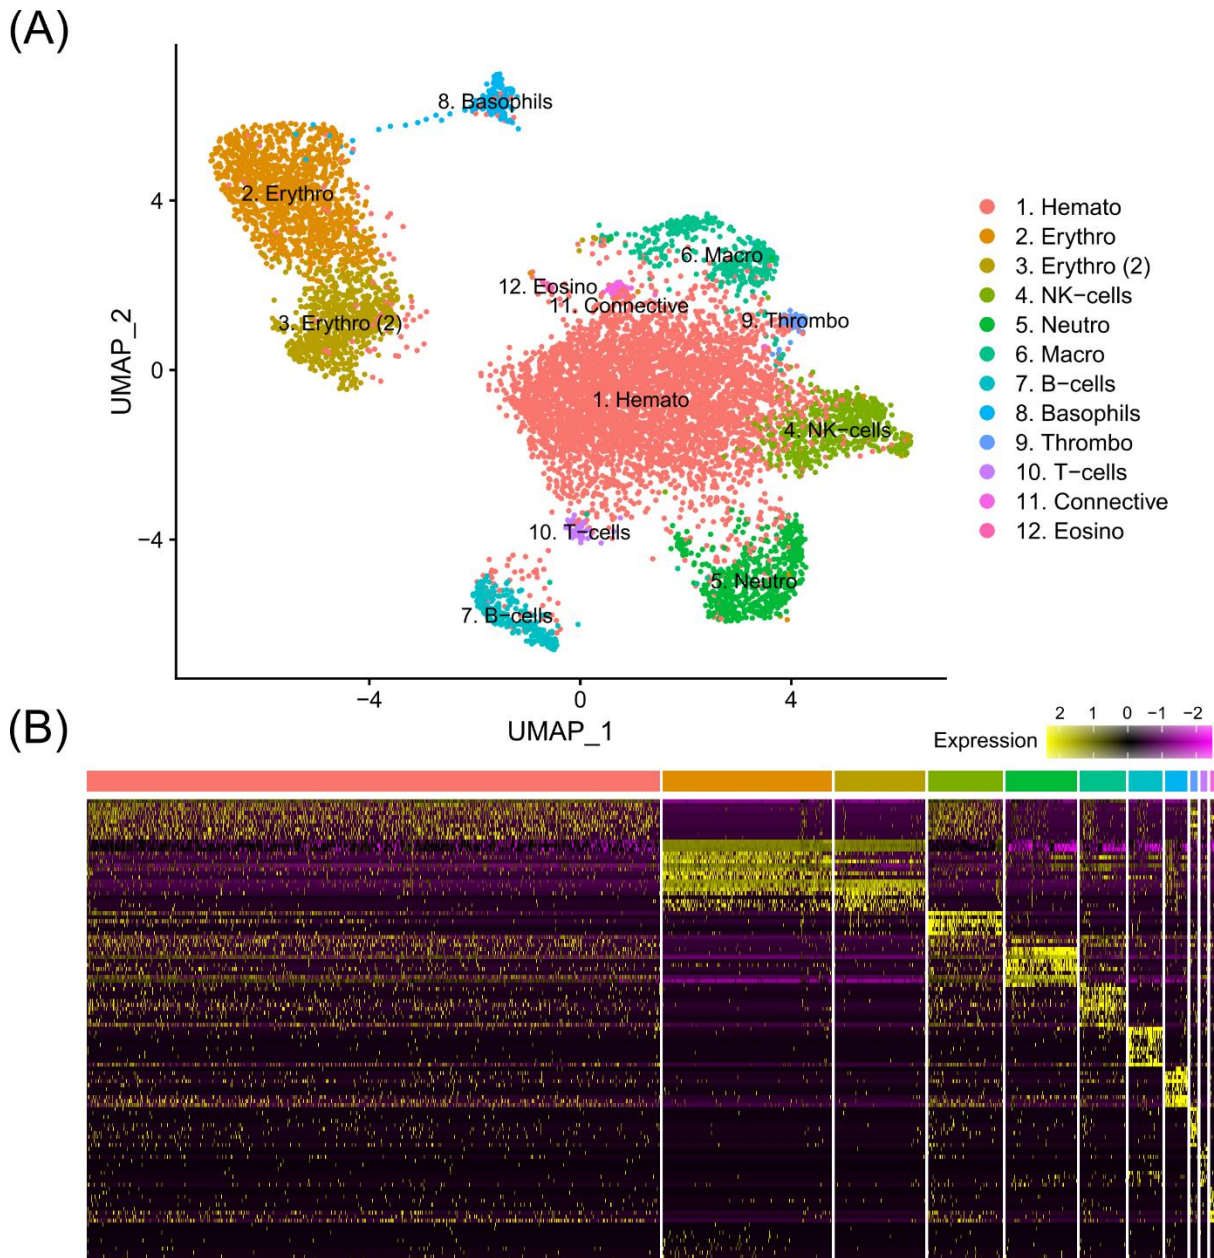 (A)
UMAP_2
4
0
−4
8. Basophils
2. Erythro
3. Erythro (2)
6. Macro
12. Eosino
11. Connective
9. Thrombo
1. Hemato
4. NK−cells
10. T−cells
5. Neutro
7. B−cells
1. Hemato
2. Erythro
3. Erythro (2)
4. NK−cells
5. Neutro
6. Macro
7. B−cells
8. Basophils
9. Thrombo
10. T−cells
11. Connective
12. Eosino
−4 0 4
UMAP_1
(B)
Expression
2 1 0 −1 −2